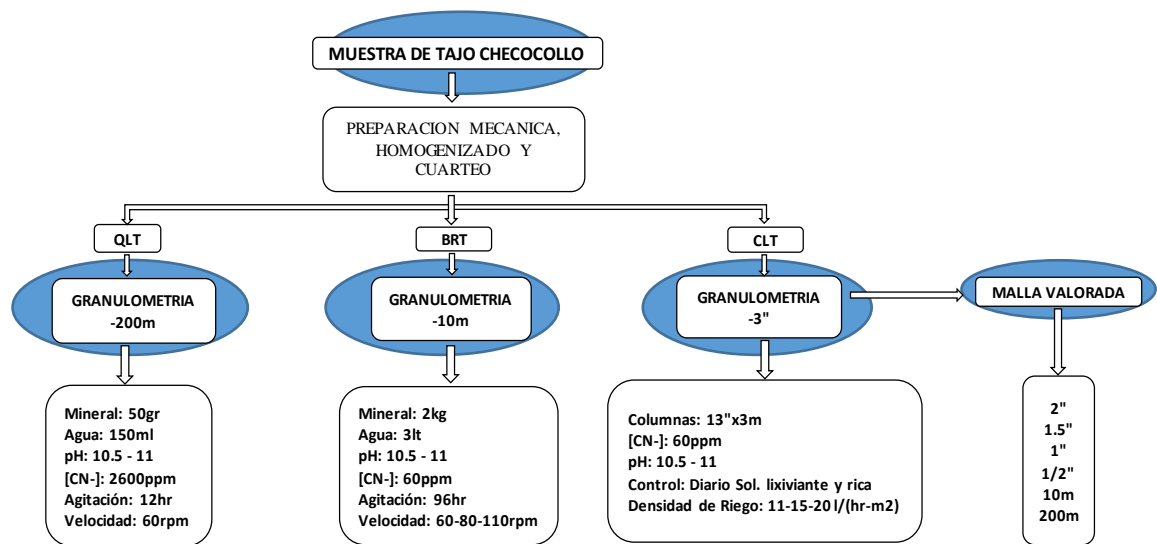 MUESTRA DE TAJO CHECOCOLLO
PREPARACION MECANICA,
HOMOGENIZADO Y
CUARTEO
QLT
GRANULOMETRIA
-200m
Mineral: 50gr
Agua: 150ml
pH: 10.5 - 11
[CN-]: 2600ppm
Agitación: 12hr
Velocidad: 60rpm
BRT
GRANULOMETRIA
-10m
Mineral: 2kg
Agua: 3lt
pH: 10.5 - 11
[CN-]: 60ppm
Agitación: 96hr
Velocidad: 60-80-110rpm
CLT
GRANULOMETRIA
-3"
Columnas: 13"x3m
[CN-]: 60ppm
pH: 10.5 - 11
Control: Diario Sol. lixiviante y rica
Densidad de Riego: 11-15-20 l/(hr-m2)
MALLA VALORADA
2"
1.5"
1"
1/2"
10m
200m